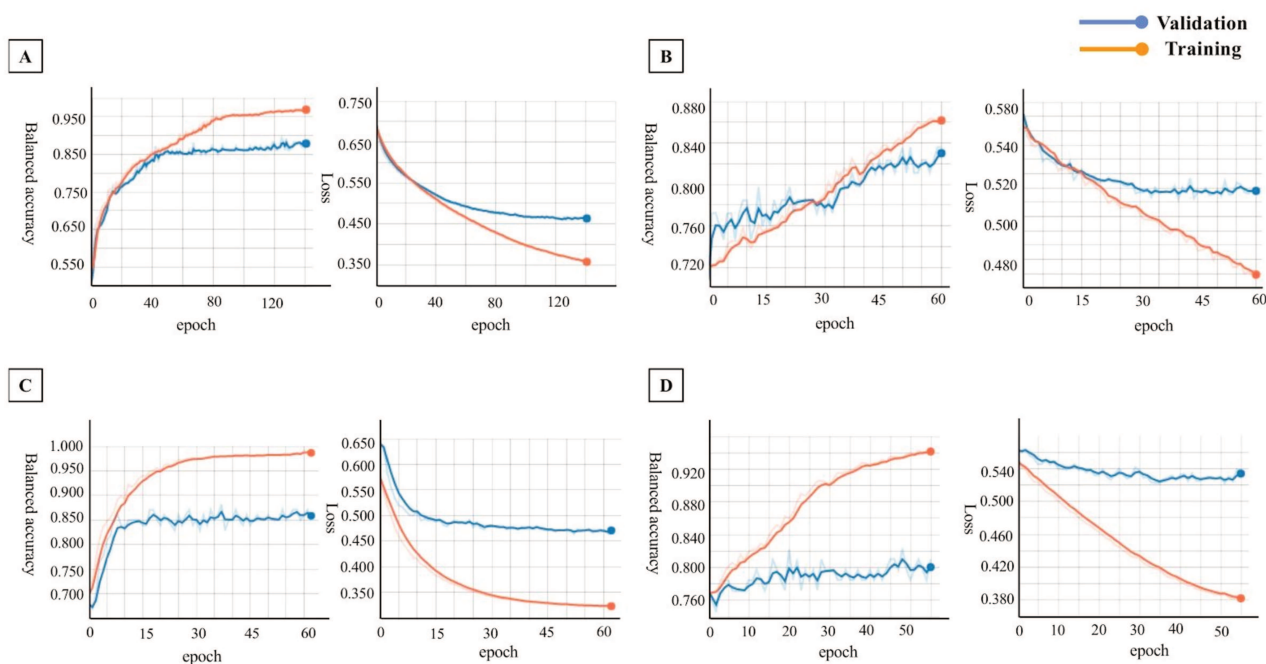 Validation
Training
A
Balanced accuracy
0.950
0.850
0.750
0.650
0.550
0 40 80 120
epoch
Loss
0.750
0.650
0.550
0.450
0.350
0 40 80 120
epoch
B
Balanced accuracy
0.880
0.840
0.800
0.760
0.720
0 15 30 45 60
epoch
Loss
0.580
0.540
0.520
0.500
0.480
0 15 30 45 60
epoch
C
Balanced accuracy
1.000
0.950
0.900
0.850
0.800
0.750
0.700
0 15 30 45 60
epoch
Loss
0.650
0.600
0.550
0.500
0.450
0.350
0 15 30 45 60
epoch
D
Balanced accuracy
0.920
0.840
0.800
0.760
0 10 20 30 40 50
epoch
Loss
0.540
0.500
0.460
0.420
0.380
0 10 20 30 40 50
epoch